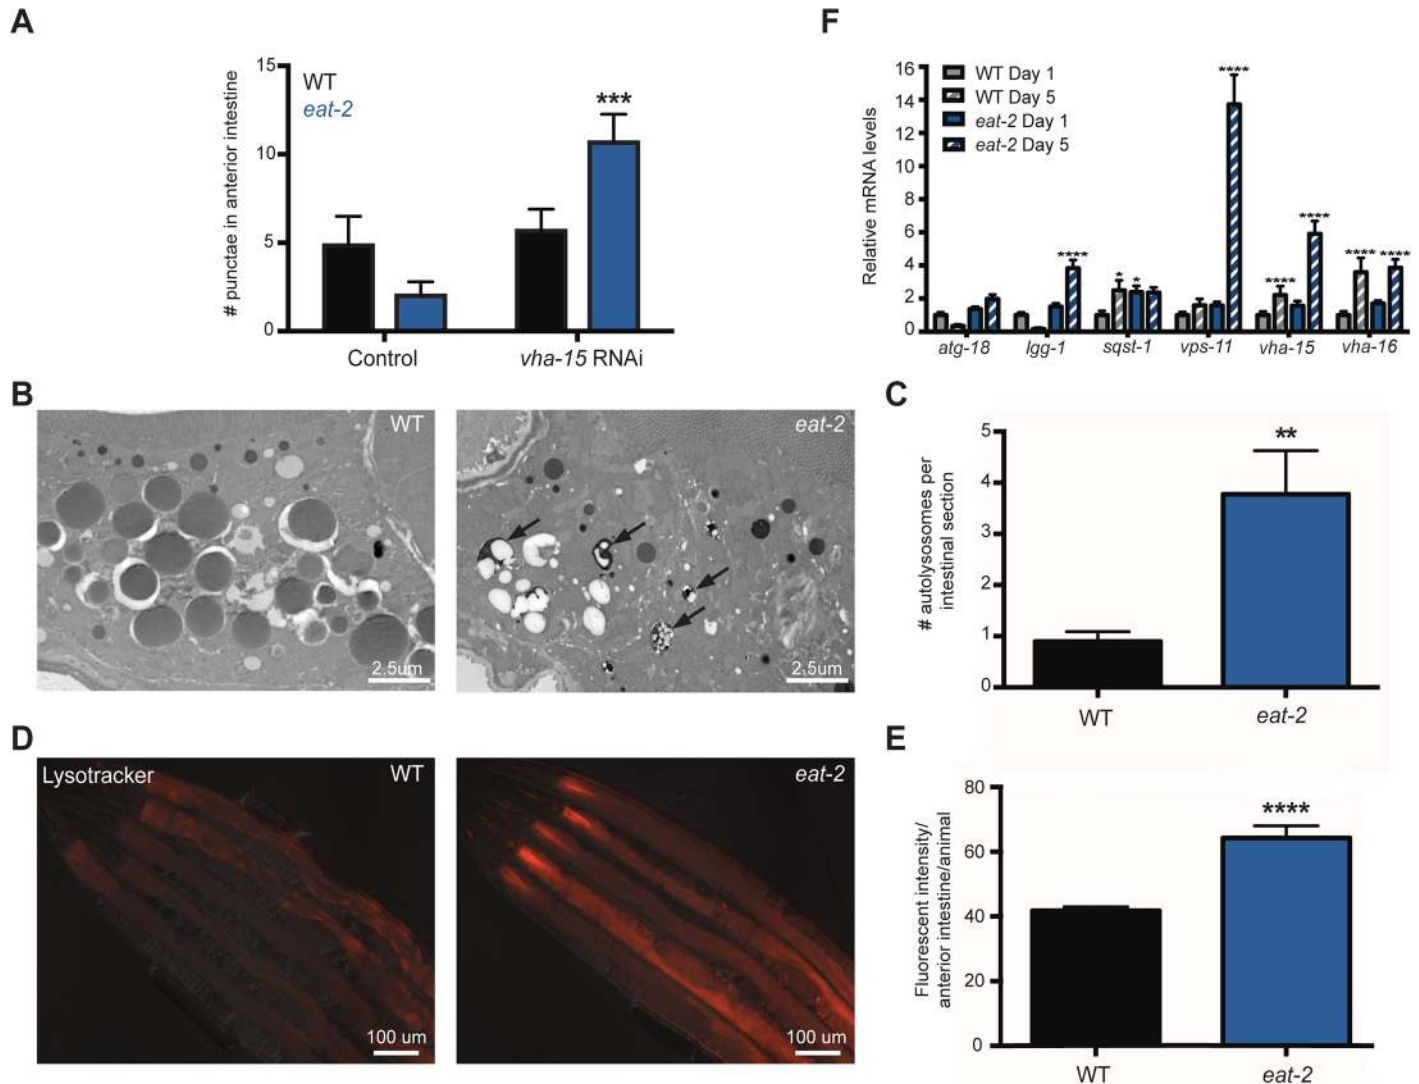 A
# punctae in anterior intestine
15
10
5
0
WT
eat-2
***
Control
vha-15 RNAi
F
Relative mRNA levels
16
14
12
10
8
6
4
2
0
WT Day 1
WT Day 5
eat-2 Day 1
eat-2 Day 5
****
****
*
*
****
****
****
****
atg-18
lgg-1
sqst-1
vps-11
vha-15
vha-16
B
WT
2.5um
eat-2
2.5um
C
# autolysosomes per
intestinal section
5
4
3
2
1
0
**
WT
eat-2
D
Lysotracker
WT
100 um
eat-2
100 um
E
Fluorescent intensity/
anterior intestine/animal
80
60
40
20
0
****
WT
eat-2